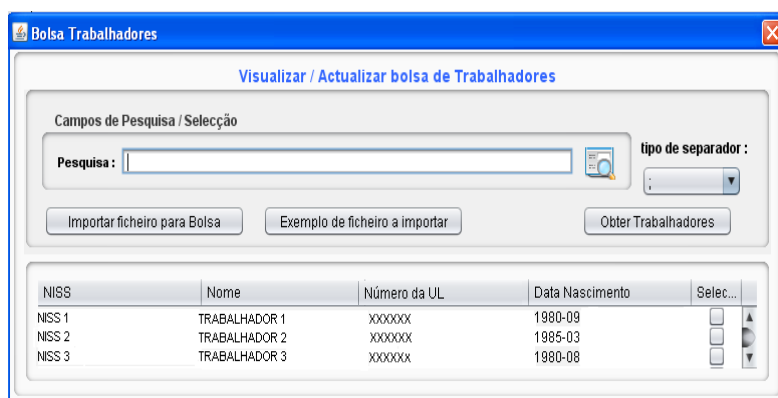 Bolsa Trabalhadores
Visualizar / Actualizar bolsa de Trabalhadores
Campos de Pesquisa / Selecção
Pesquisa :
tipo de separador :
;
Importar ficheiro para Bolsa Exemplo de ficheiro a importar Obter Trabalhadores
NISS Nome Número da UL Data Nascimento Selec...
NISS 1 TRABALHADOR 1 XXXXXX 1980-09
NISS 2 TRABALHADOR 2 XXXXXX 1985-03
NISS 3 TRABALHADOR 3 XXXXXx 1980-08